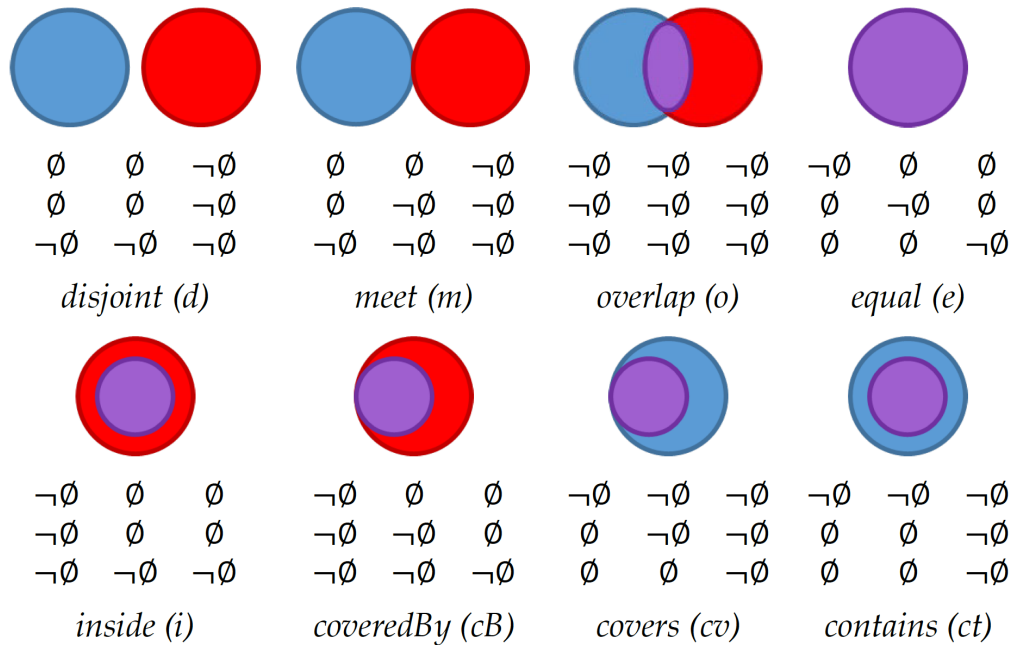 ∅ ∅ ¬∅ ∅ ∅ ¬∅ ¬∅ ¬∅ ¬∅ ¬∅ ∅ ∅
∅ ∅ ¬∅ ∅ ¬∅ ¬∅ ¬∅ ¬∅ ¬∅ ∅ ¬∅ ∅
¬∅ ¬∅ ¬∅ ¬∅ ¬∅ ¬∅ ¬∅ ¬∅ ¬∅ ∅ ∅ ¬∅
disjoint (d) meet (m) overlap (o) equal (e)
¬∅ ∅ ∅ ¬∅ ∅ ∅ ¬∅ ¬∅ ¬∅ ¬∅ ¬∅ ¬∅
¬∅ ∅ ∅ ¬∅ ¬∅ ∅ ∅ ¬∅ ¬∅ ∅ ∅ ¬∅
¬∅ ¬∅ ¬∅ ¬∅ ¬∅ ¬∅ ∅ ∅ ¬∅ ∅ ∅ ¬∅
inside (i) coveredBy (cB) covers (cv) contains (ct)